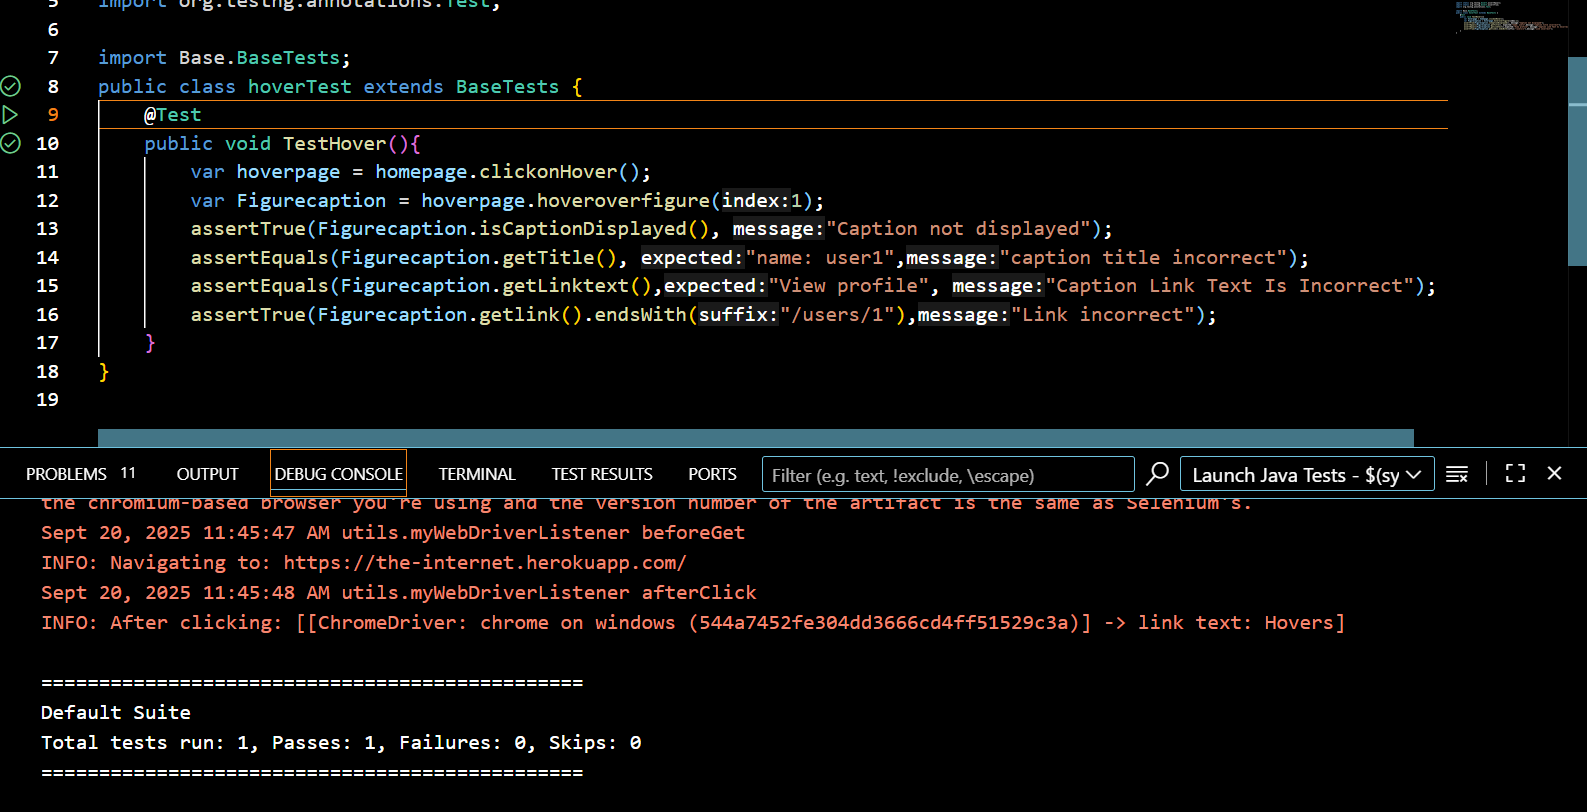 5 import org.testng.annotations.Test;
6
7 import Base.BaseTests;
8 public class hoverTest extends BaseTests {
9 @Test
10 public void TestHover(){
11 var hoverpage = homepage.clickonHover();
12 var Figurecaption = hoverpage.hoveroverfigure(index:1);
13 assertTrue(Figurecaption.isCaptionDisplayed(), message:"Caption not displayed");
14 assertEquals(Figurecaption.getTitle(), expected:"name: user1",message:"caption title incorrect");
15 assertEquals(Figurecaption.getLinktext(),expected:"View profile", message:"Caption Link Text Is Incorrect");
16 assertTrue(Figurecaption.getlink().endsWith(suffix:"/users/1"),message:"Link incorrect");
17 }
18 }
19
PROBLEMS 11 OUTPUT DEBUG CONSOLE TERMINAL TEST RESULTS PORTS Filter (e.g. text, !exclude, \escape) Launch Java Tests - $(sy
the chromium-based browser you're using and the version number of the artifact is the same as Selenium's.
Sept 20, 2025 11:45:47 AM utils.myWebDriverListener beforeGet
INFO: Navigating to: https://the-internet.herokuapp.com/
Sept 20, 2025 11:45:48 AM utils.myWebDriverListener afterClick
INFO: After clicking: [[ChromeDriver: chrome on windows (544a7452fe304dd3666cd4ff51529c3a)] -> link text: Hovers]
===============================================
Default Suite
Total tests run: 1, Passes: 1, Failures: 0, Skips: 0
===============================================